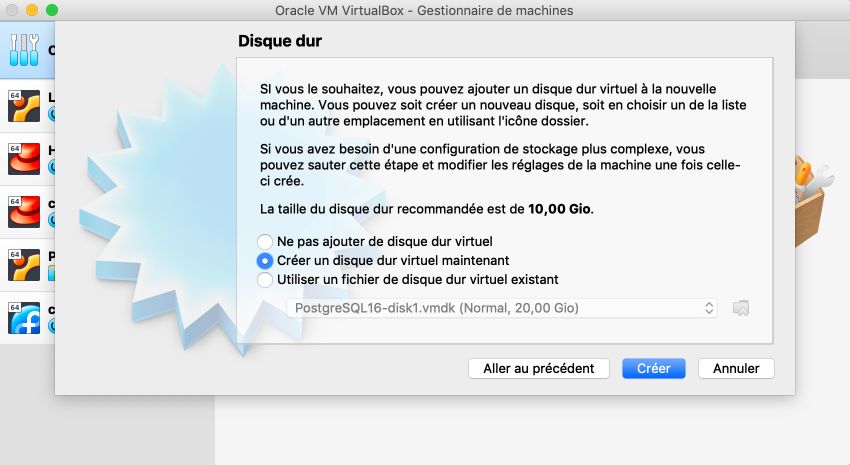 Oracle VM VirtualBox - Gestionnaire de machines
Disque dur
SI vous le souhaitez, vous pouvez ajouter un disque dur virtuel à la nouvelle
machine. Vous pouvez soit créer un nouveau disque, soit en choisir un de la liste
ou d'un autre emplacement en utilisant l'icône dossier.
Si vous avez besoin d'une configuration de stockage plus complexe, vous
pouvez sauter cette étape et modifier les réglages de la machine une fois celle-
ci crée.
La taille du disque dur recommandée est de 10,00 Gio.
Ne pas ajouter de disque dur virtuel
Créer un disque dur virtuel maintenant
Utiliser un fichier de disque dur virtuel existant
PostgreSQL16-disk1.vmdk (Normal, 20,00 Gio)
Aller au précédent
Créer
Annuler
64
L
64
H
64
c
64
P
64
c